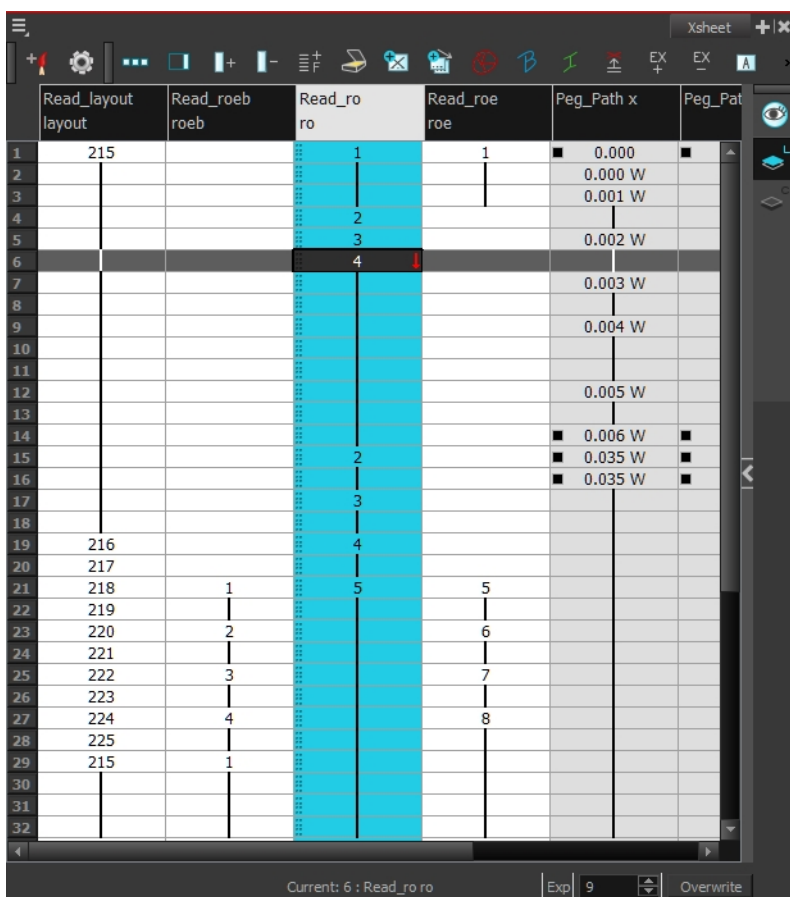 Xsheet
EX EX A
Read_layout Read_roeb Read_ro Read_roe Peg_Path x Peg_Pat
layout roeb ro roe
1 215 1 1 0.000
2 0.000 W
3 0.001 W
4 2
5 3 0.002 W
6 4
7 0.003 W
8
9 0.004 W
10
11
12 0.005 W
13
14 0.006 W
15 2 0.035 W
16 0.035 W
17 3
18
19 216 4
20 217
21 218 1 5 5
22 219
23 220 2 6
24 221
25 222 3 7
26 223
27 224 4 8
28 225
29 215 1
30
31
32
Current: 6 : Read_ro ro Exp 9 Overwrite